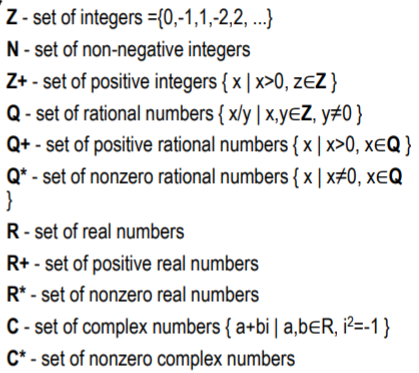 Z - set of integers ={0,-1,1,-2,2, ...}
N - set of non-negative integers
Z+ - set of positive integers { x | x>0, z∈Z }
Q - set of rational numbers { x/y | x,y∈Z, y≠0 }
Q+ - set of positive rational numbers { x | x>0, x∈Q }
Q* - set of nonzero rational numbers { x | x≠0, x∈Q
}
R - set of real numbers
R+ - set of positive real numbers
R* - set of nonzero real numbers
C - set of complex numbers { a+bi | a,b∈R, i²=-1 }
C* - set of nonzero complex numbers